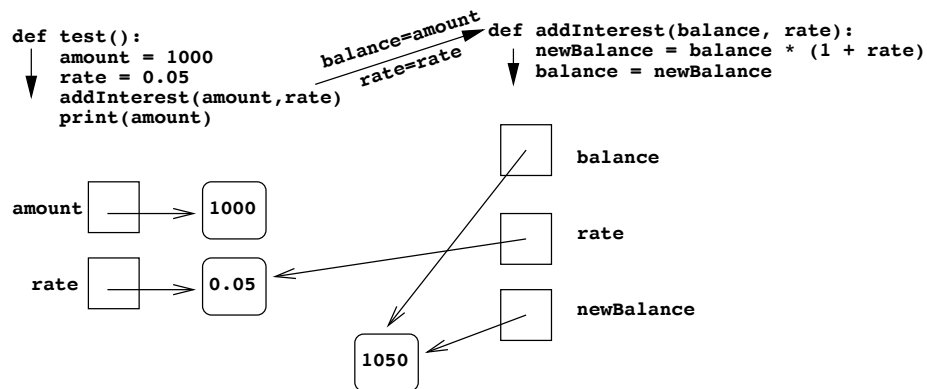 def test():
    amount = 1000
    rate = 0.05
    addInterest(amount,rate)
    print(amount)
balance=amount
rate=rate
def addInterest(balance, rate):
    newBalance = balance * (1 + rate)
    balance = newBalance
balance
amount
1000
rate
rate
0.05
newBalance
1050